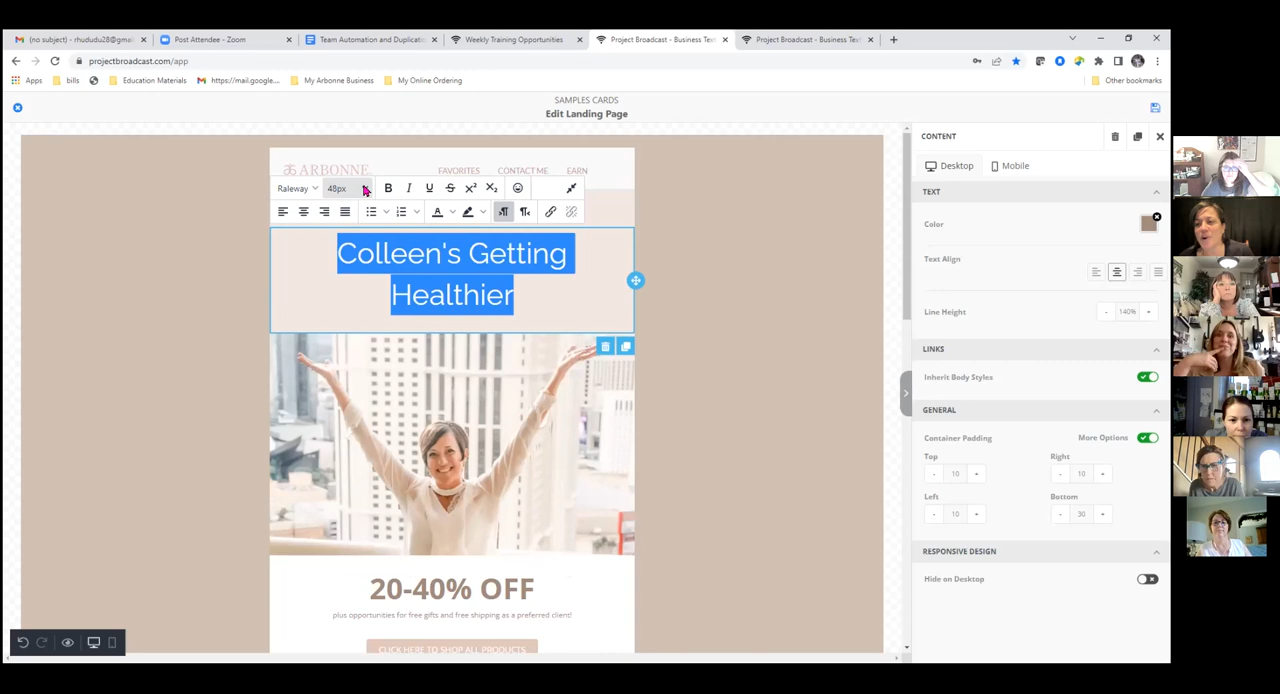 (no subject) - rhududu28@gmai
Post Attendee - Zoom
Team Automation and Duplicatio
Weekly Training Opportunities
Project Broadcast - Business Tex
Project Broadcast - Business Tex
projectbroadcast.com/app
Apps
bills
Education Materials
https://mail.google....
My Arbonne Business
My Online Ordering
Other bookmarks
SAMPLES CARDS
Edit Landing Page
CONTENT
Desktop
Mobile
ARBONNE
FAVORITES
CONTACT ME
EARN
Raleway
48px
TEXT
Color
Colleen's Getting
Healthier
Text Align
Line Height
- 140% +
LINKS
Inherit Body Styles
GENERAL
Container Padding
More Options
Top
Right
- 10 +
- 10 +
Left
Bottom
- 10 +
- 30 +
RESPONSIVE DESIGN
Hide on Desktop
20-40% OFF
plus opportunities for free gifts and free shipping as a preferred client!
CLICK HERE TO SHOP ALL PRODUCTS